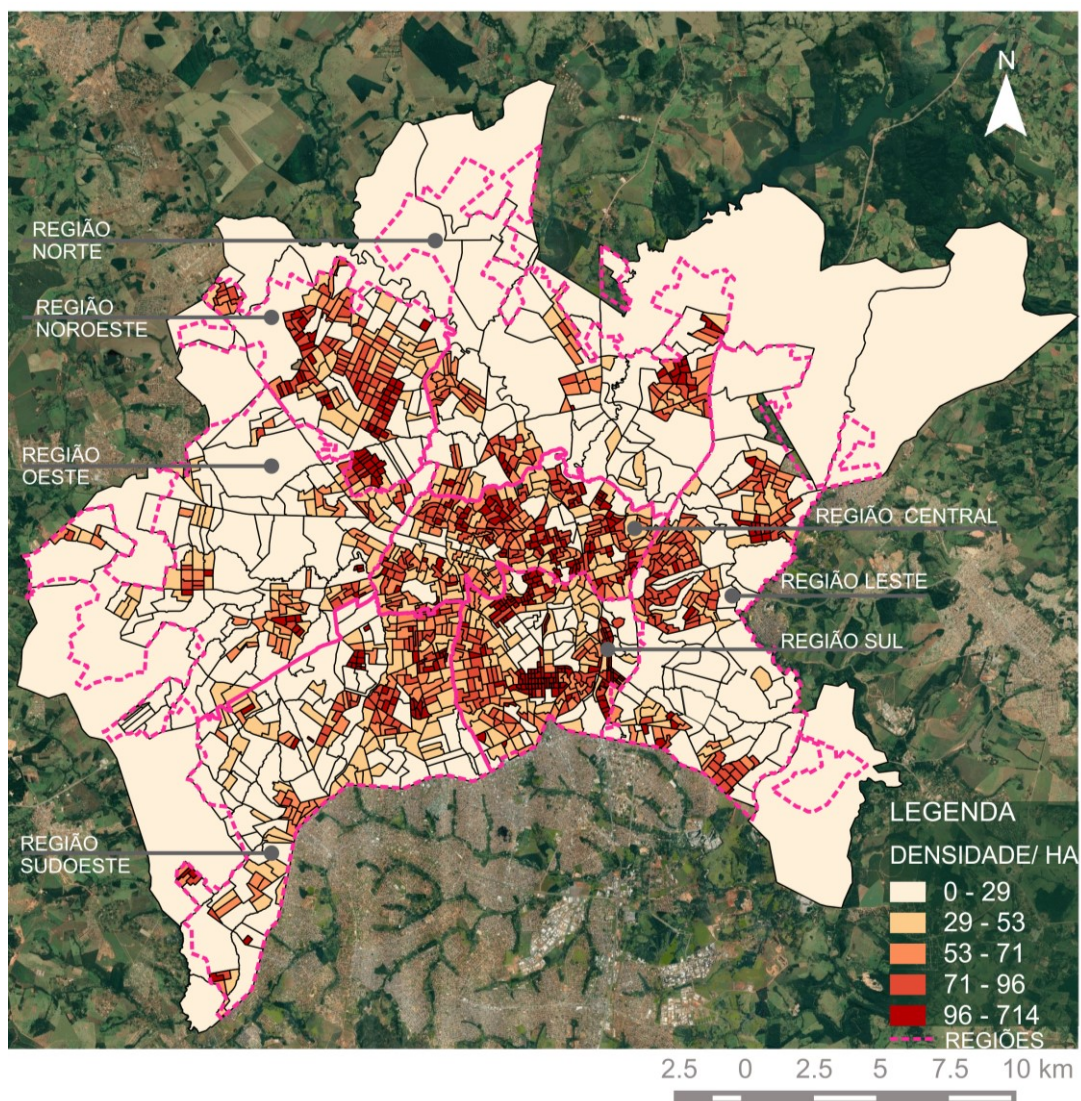 N
REGIÃO
NORTE
REGIÃO
NOROESTE
REGIÃO
OESTE
REGIÃO CENTRAL
REGIÃO LESTE
REGIÃO SUL
REGIÃO
SUDOESTE
LEGENDA
DENSIDADE/ HA
0 - 29
29 - 53
53 - 71
71 - 96
96 - 714
REGIÕES
2.5 0 2.5 5 7.5 10 km